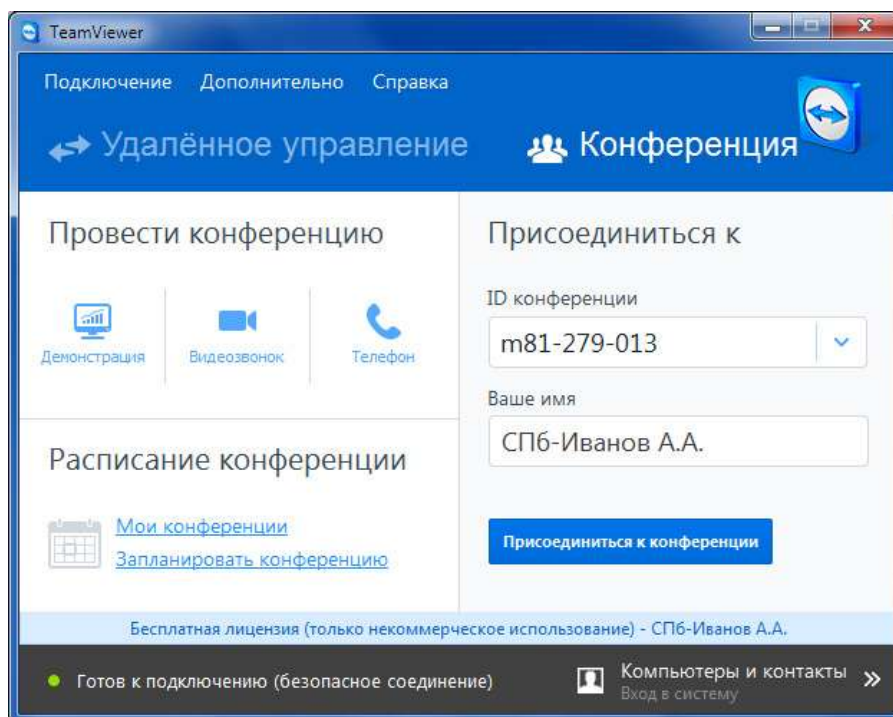 TeamViewer
Подключение Дополнительно Справка
Удалённое управление
Конференция
Провести конференцию
Демонстрация
Видеозвонок
Телефон
Расписание конференции
Мои конференции
Запланировать конференцию
Присоединиться к
ID конференции
m81-279-013
Ваше имя
СПб-Иванов А.А.
Присоединиться к конференции
Бесплатная лицензия (только некоммерческое использование) - СПб-Иванов А.А.
Готов к подключению (безопасное соединение)
Компьютеры и контакты
Вход в систему